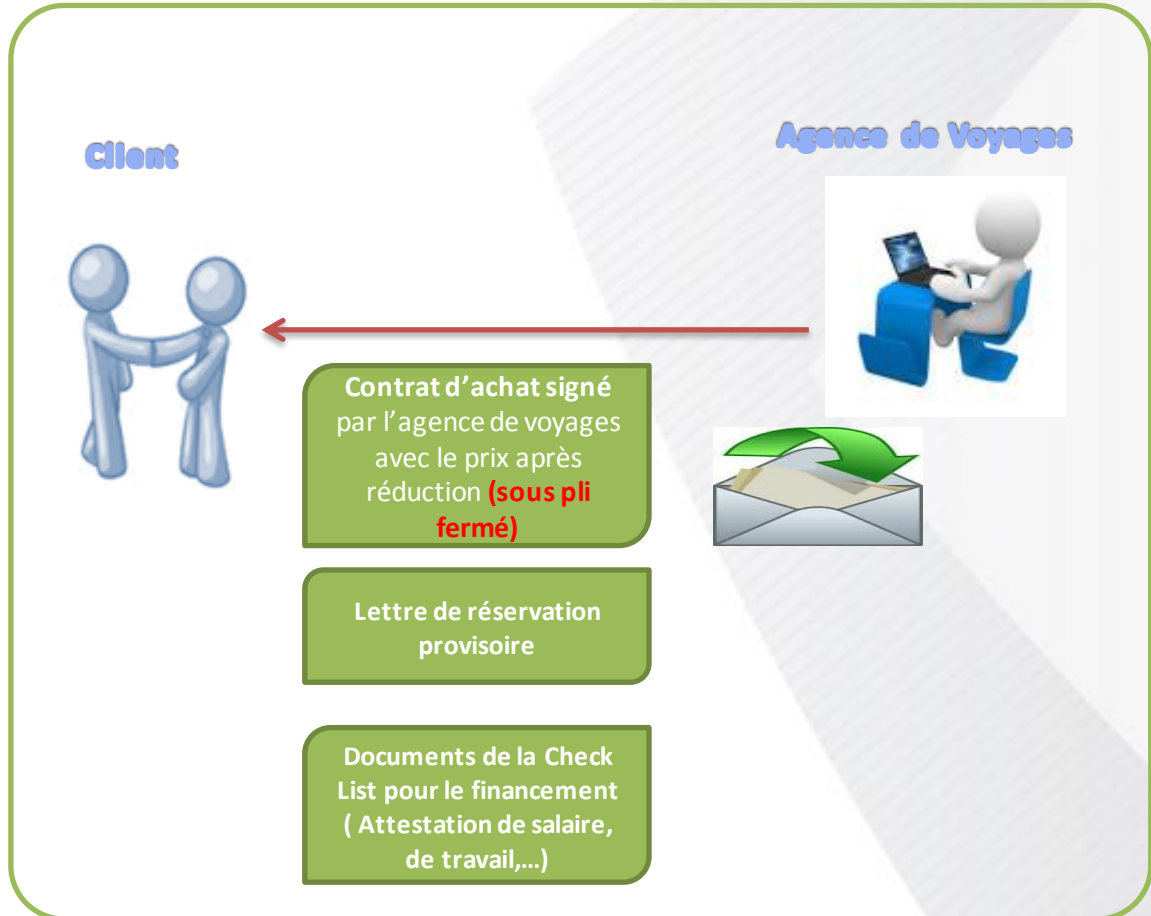 Client
Agence de Voyages
Contrat d'achat signé
par l'agence de voyages
avec le prix après
réduction (sous pli
fermé)
Lettre de réservation
provisoire
Documents de la Check
List pour le financement
( Attestation de salaire,
de travail,...)